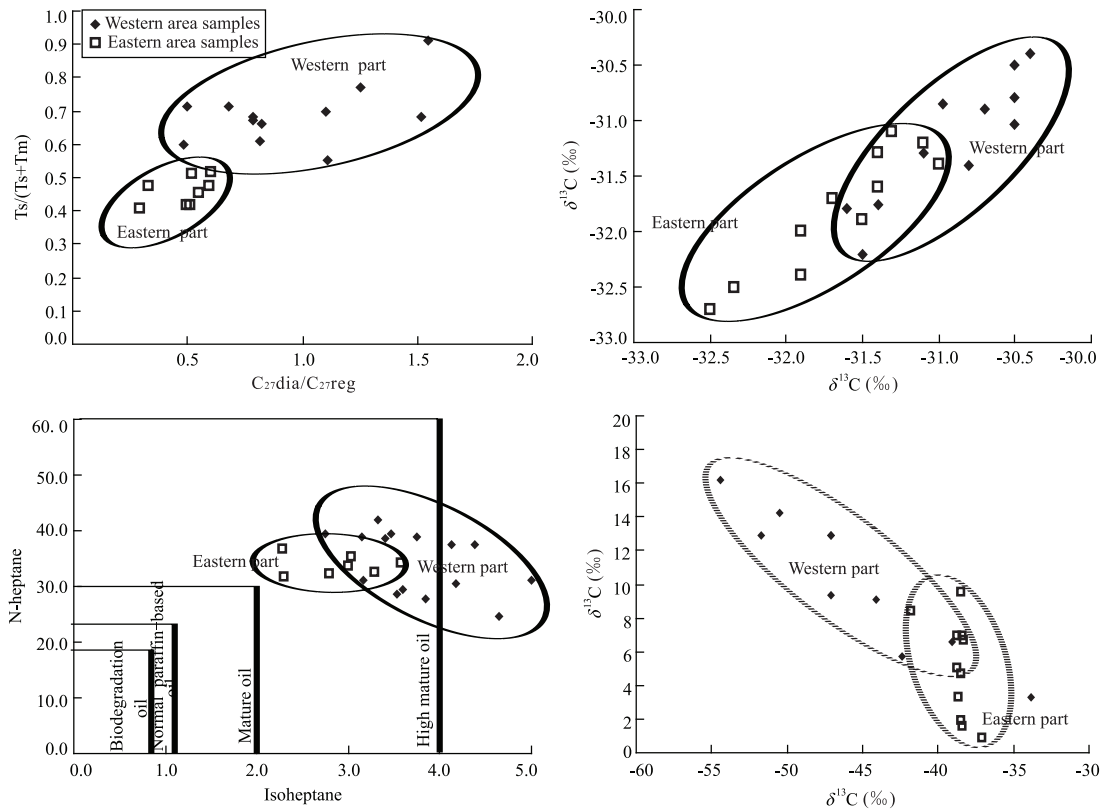 1.0
0.9
0.8
0.7
0.6
0.5
0.4
0.3
0.2
0.1
0.0
Ts/(Ts+Tm)
Western area samples
Eastern area samples
Western part
Eastern part
0.5
1.0
1.5
2.0
C₂₇dia/C₂₇reg
-30.0
-30.5
-31.0
-31.5
-32.0
-32.5
-33.0
δ¹³C (‰)
Western part
Eastern part
-33.0
-32.5
-32.0
-31.5
-31.0
-30.4
-30.0
δ¹³C (‰)
60. 0
50.0
40.0
30.0
20.0
10.0
0.0
N-heptane
Eastern part
Western part
Biodegradation
oil
Normal paraffin-based
oil
Mature oil
High mature oil
0.0
1.0
2.0
3.0
4.0
5.0
Isoheptane
20
18
16
14
12
10
8
6
4
2
0
δ¹³C (‰)
Western part
Eastern part
-60
-55
-50
-45
-40
-35
-30
δ¹³C (‰)